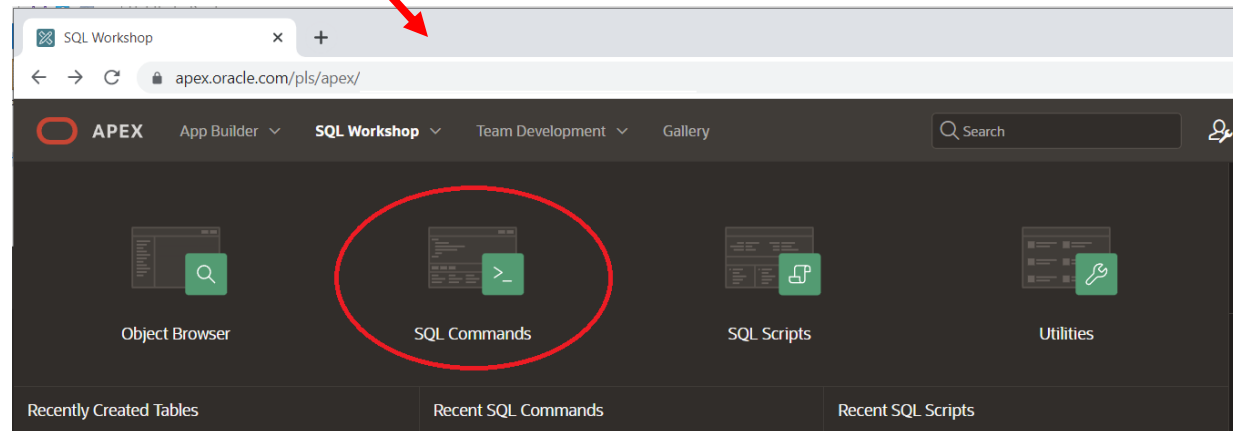 SQL Workshop
apex.oracle.com/pls/apex/
APEX App Builder SQL Workshop Team Development Gallery Search
Object Browser SQL Commands SQL Scripts Utilities
Recently Created Tables Recent SQL Commands Recent SQL Scripts